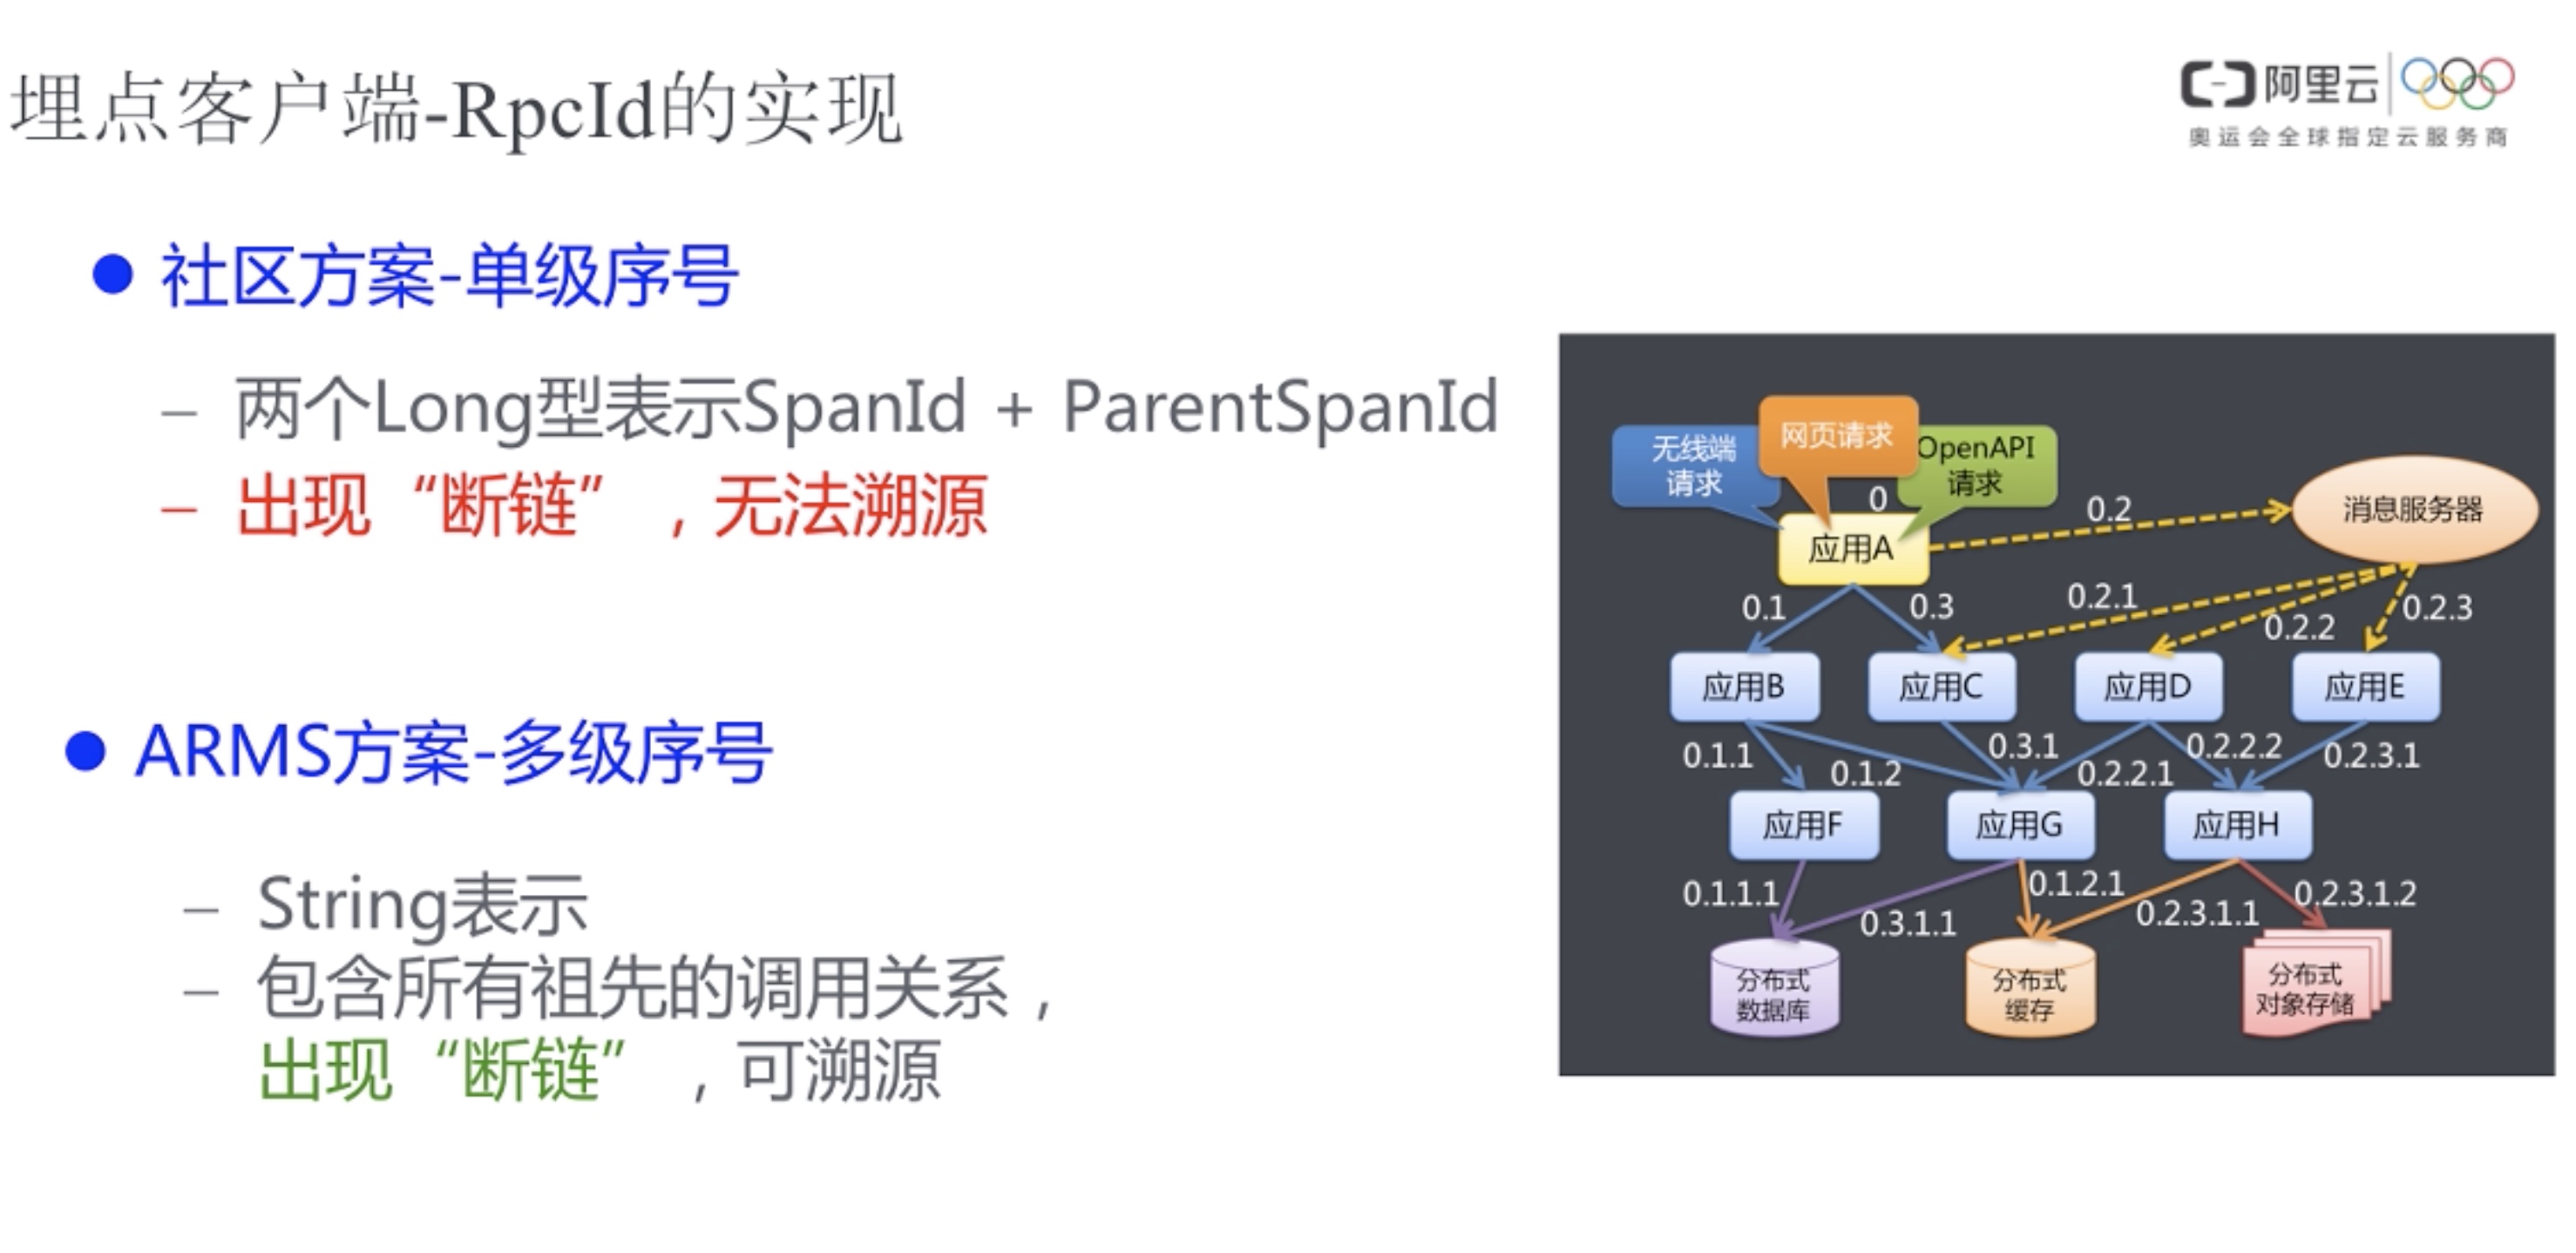 埋点客户端-RpcId的实现
阿里云
奥运会全球指定云服务商
社区方案-单级序号
– 两个Long型表示SpanId + ParentSpanId
– 出现“断链”，无法溯源
ARMS方案-多级序号
– String表示
– 包含所有祖先的调用关系，
出现“断链”，可溯源
无线端
请求
网页请求
OpenAPI
请求
0
应用A
0.2
消息服务器
0.1
0.3
0.2.1
0.2.2
0.2.3
应用B
应用C
应用D
应用E
0.1.1
0.1.2
0.3.1
0.2.2.1
0.2.2.2
0.2.3.1
应用F
应用G
应用H
0.1.1.1
0.3.1.1
0.1.2.1
0.2.3.1.1
0.2.3.1.2
分布式
数据库
分布式
缓存
分布式
对象存储